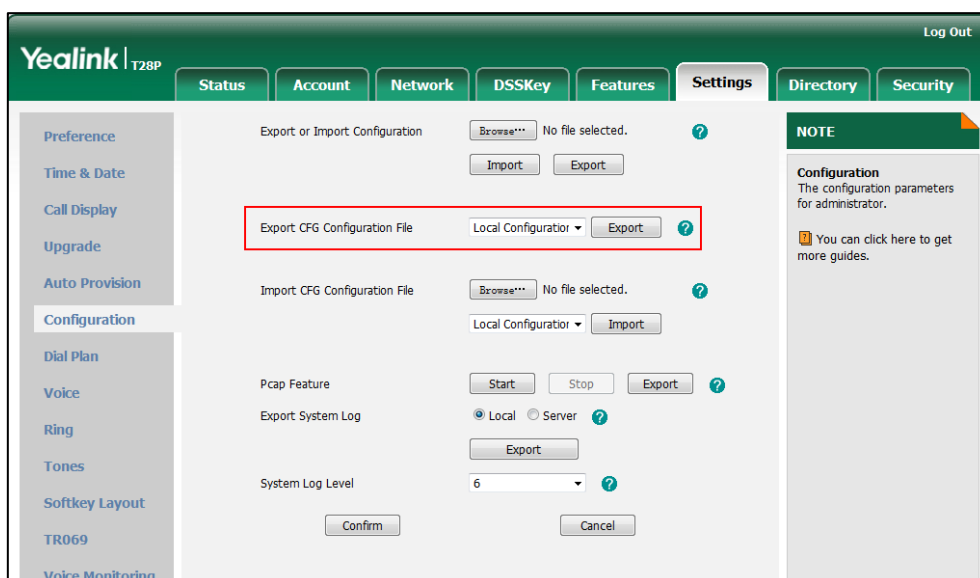 Log Out
Yealink | T28P
Status Account Network DSSKey Features Settings Directory Security
Preference
Time & Date
Call Display
Upgrade
Auto Provision
Configuration
Dial Plan
Voice
Ring
Tones
Softkey Layout
TR069
Voice Monitoring
Export or Import Configuration Browse··· No file selected. ?
Import Export
Export CFG Configuration File Local Configuration Export ?
Import CFG Configuration File Browse··· No file selected. ?
Local Configuration Import
Pcap Feature Start Stop Export ?
Export System Log Local Server ?
Export
System Log Level 6 ?
Confirm Cancel
NOTE
Configuration
The configuration parameters
for administrator.
You can click here to get
more guides.